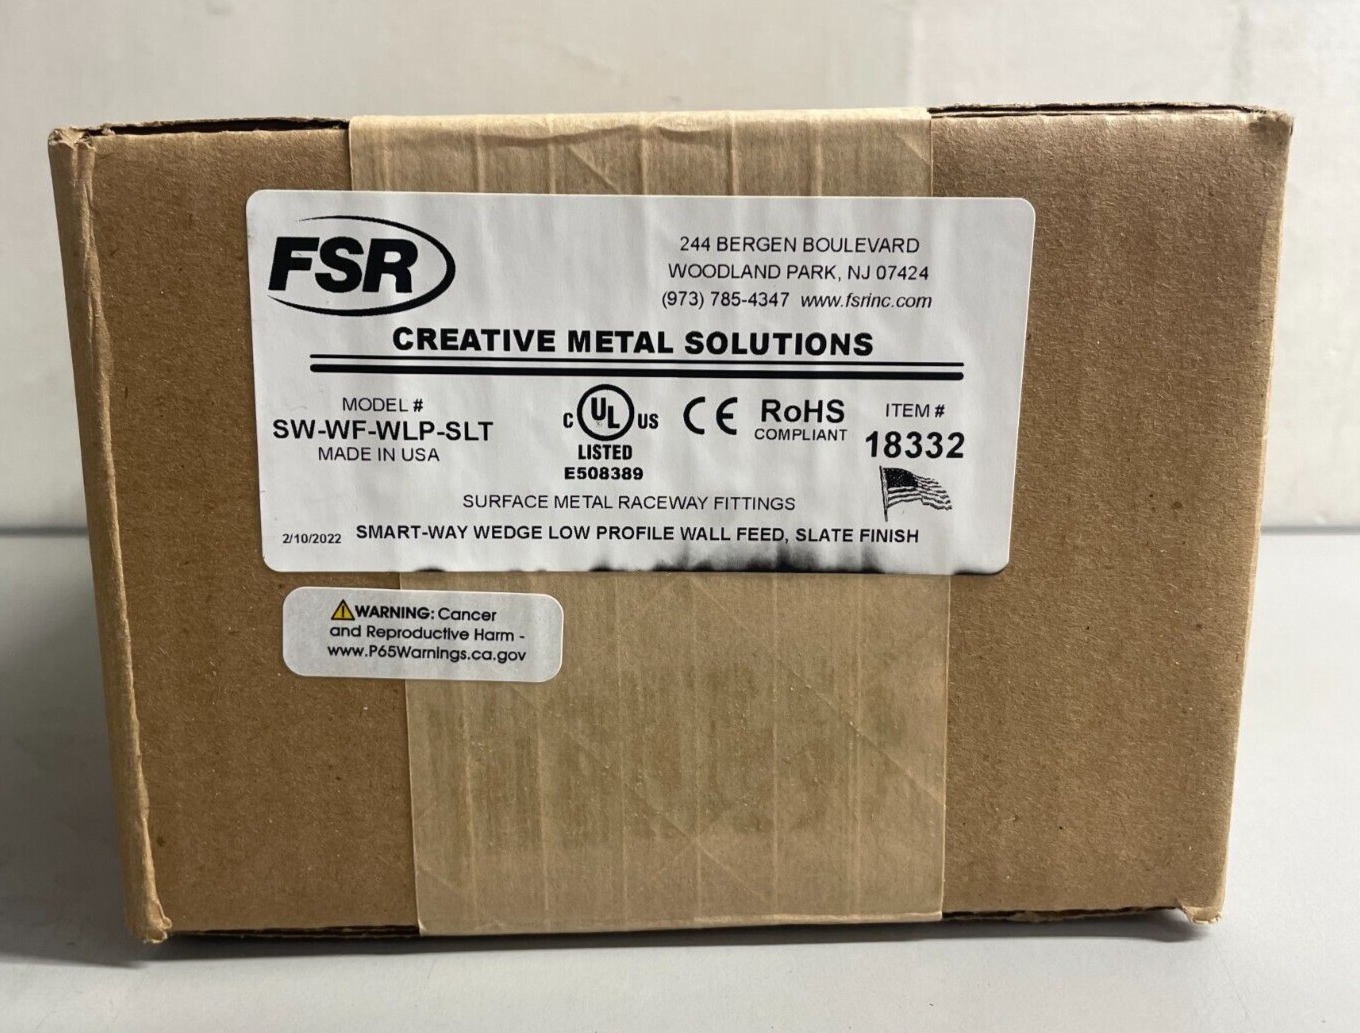 FSR
244 BERGEN BOULEVARD
WOODLAND PARK, NJ 07424
(973) 785-4347 www.fsrinc.com
CREATIVE METAL SOLUTIONS
MODEL #
SW-WF-WLP-SLT
MADE IN USA
C UL US
LISTED
E508389
CE
RoHS
COMPLIANT
ITEM #
18332
SURFACE METAL RACEWAY FITTINGS
2/10/2022 SMART-WAY WEDGE LOW PROFILE WALL FEED, SLATE FINISH
WARNING: Cancer
and Reproductive Harm -
www.P65Warnings.ca.gov